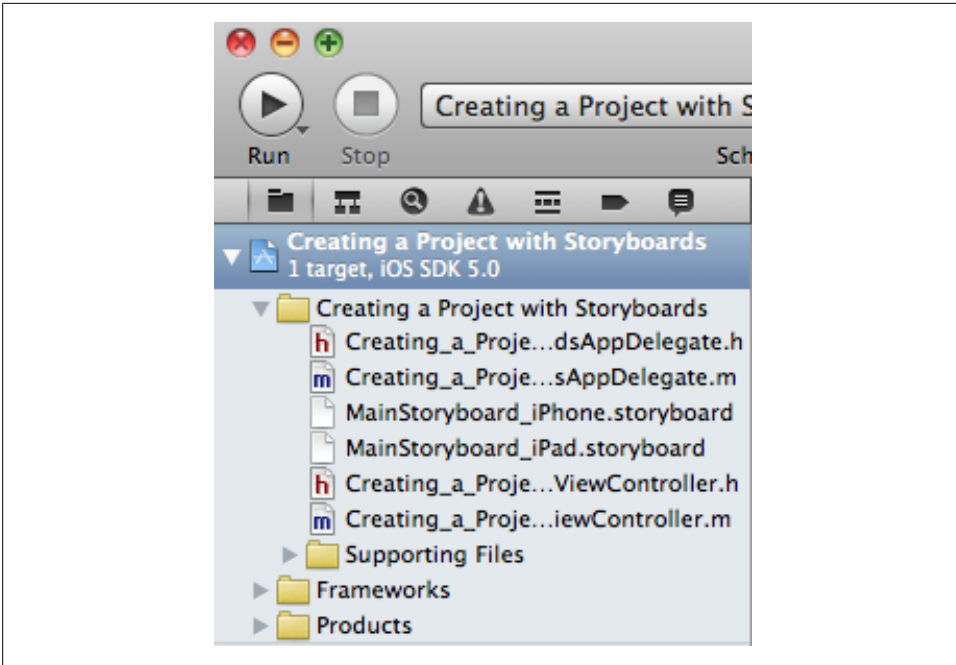 Creating a Project with S
Run Stop Sch
Creating a Project with Storyboards
1 target, iOS SDK 5.0
Creating a Project with Storyboards
h Creating_a_Proje...dsAppDelegate.h
m Creating_a_Proje...sAppDelegate.m
MainStoryboard_iPhone.storyboard
MainStoryboard_iPad.storyboard
h Creating_a_Proje...ViewController.h
m Creating_a_Proje...iewController.m
Supporting Files
Frameworks
Products